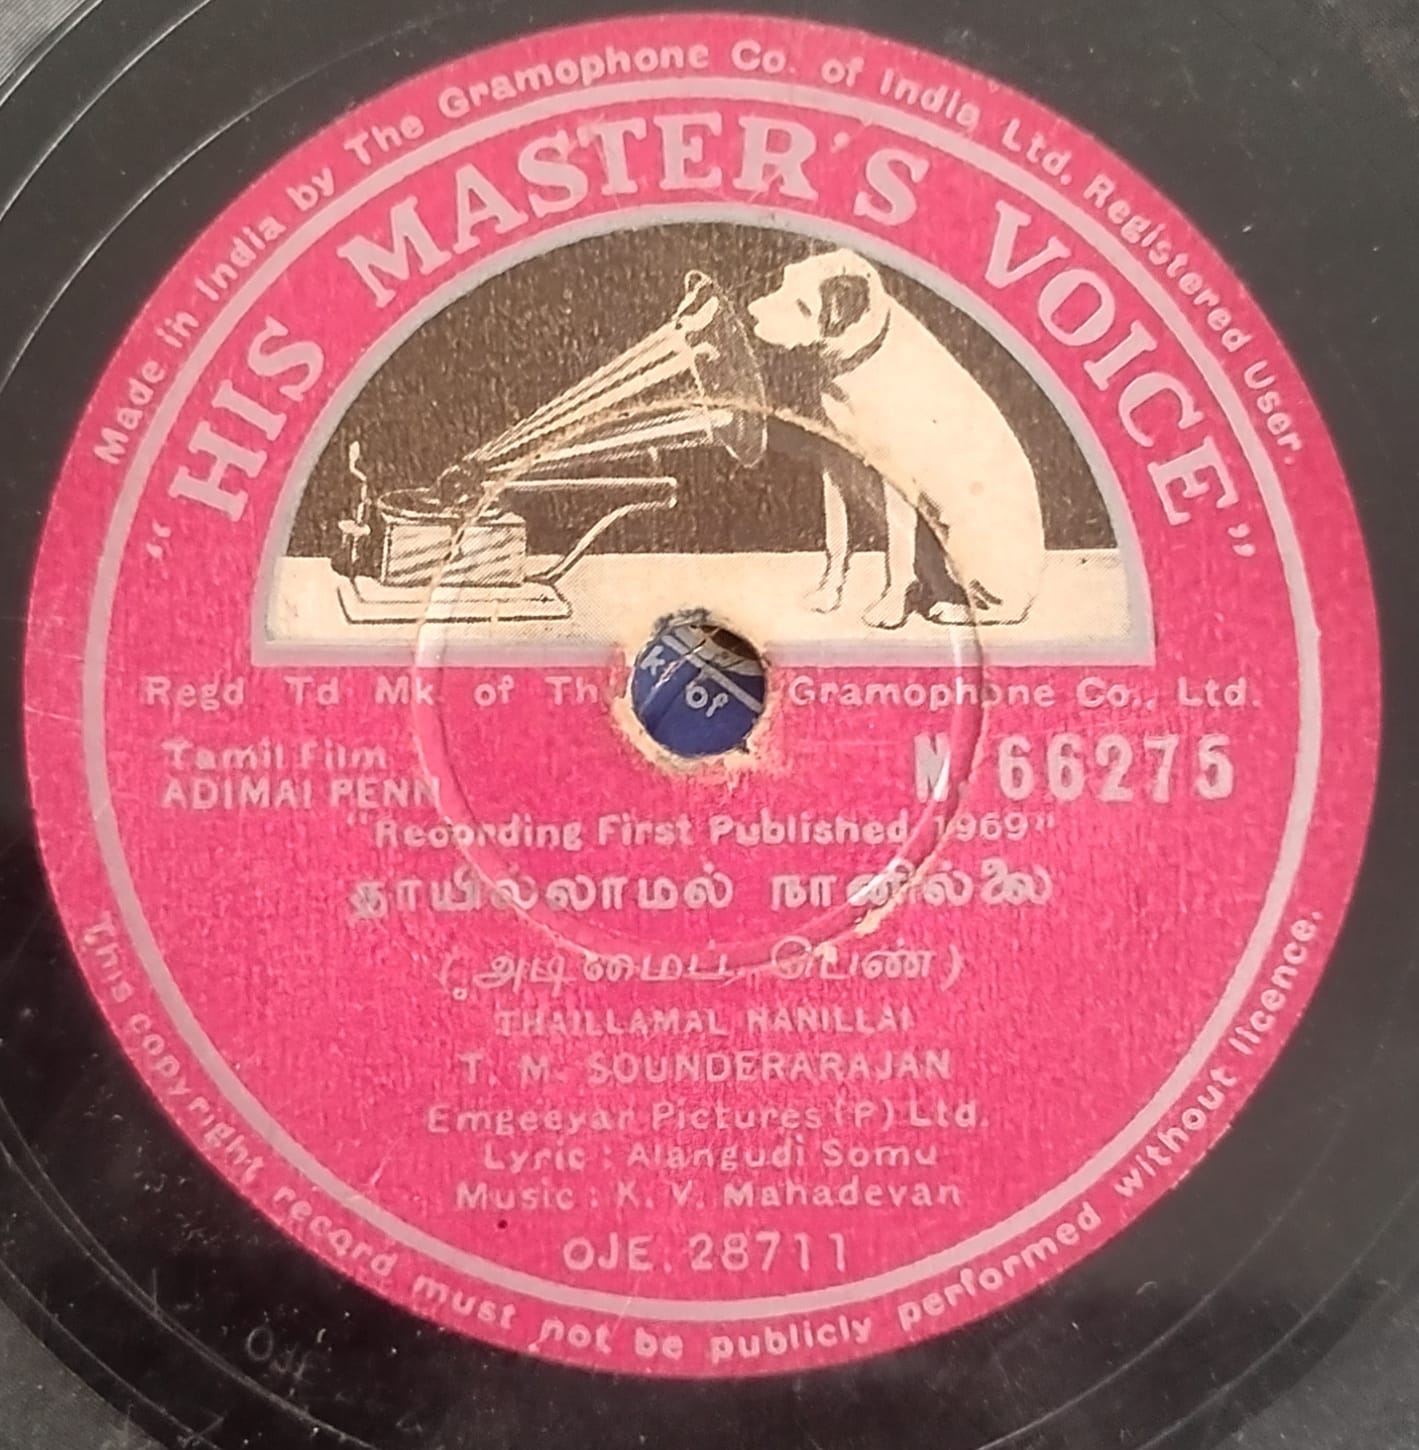 Made in India by The Gramophone Co. of India Ltd. Registered User.
"HIS MASTER'S VOICE"
k of
Regd Td Mk of Th Gramophone Co., Ltd.
Tamil Film
ADIMAI PENN
N. 66275
"Recording First Published 1969"
தாயில்லாமல் நானில்லை
(அடிமைப் பெண்)
THAILLAMAL NANILLAI
T. M. SOUNDERARAJAN
Emgeeyar Pictures (P) Ltd.
Lyric : Alangudi Somu
Music : K. V. Mahadevan
OJE. 28711
This copyright record must not be publicly performed without licence.